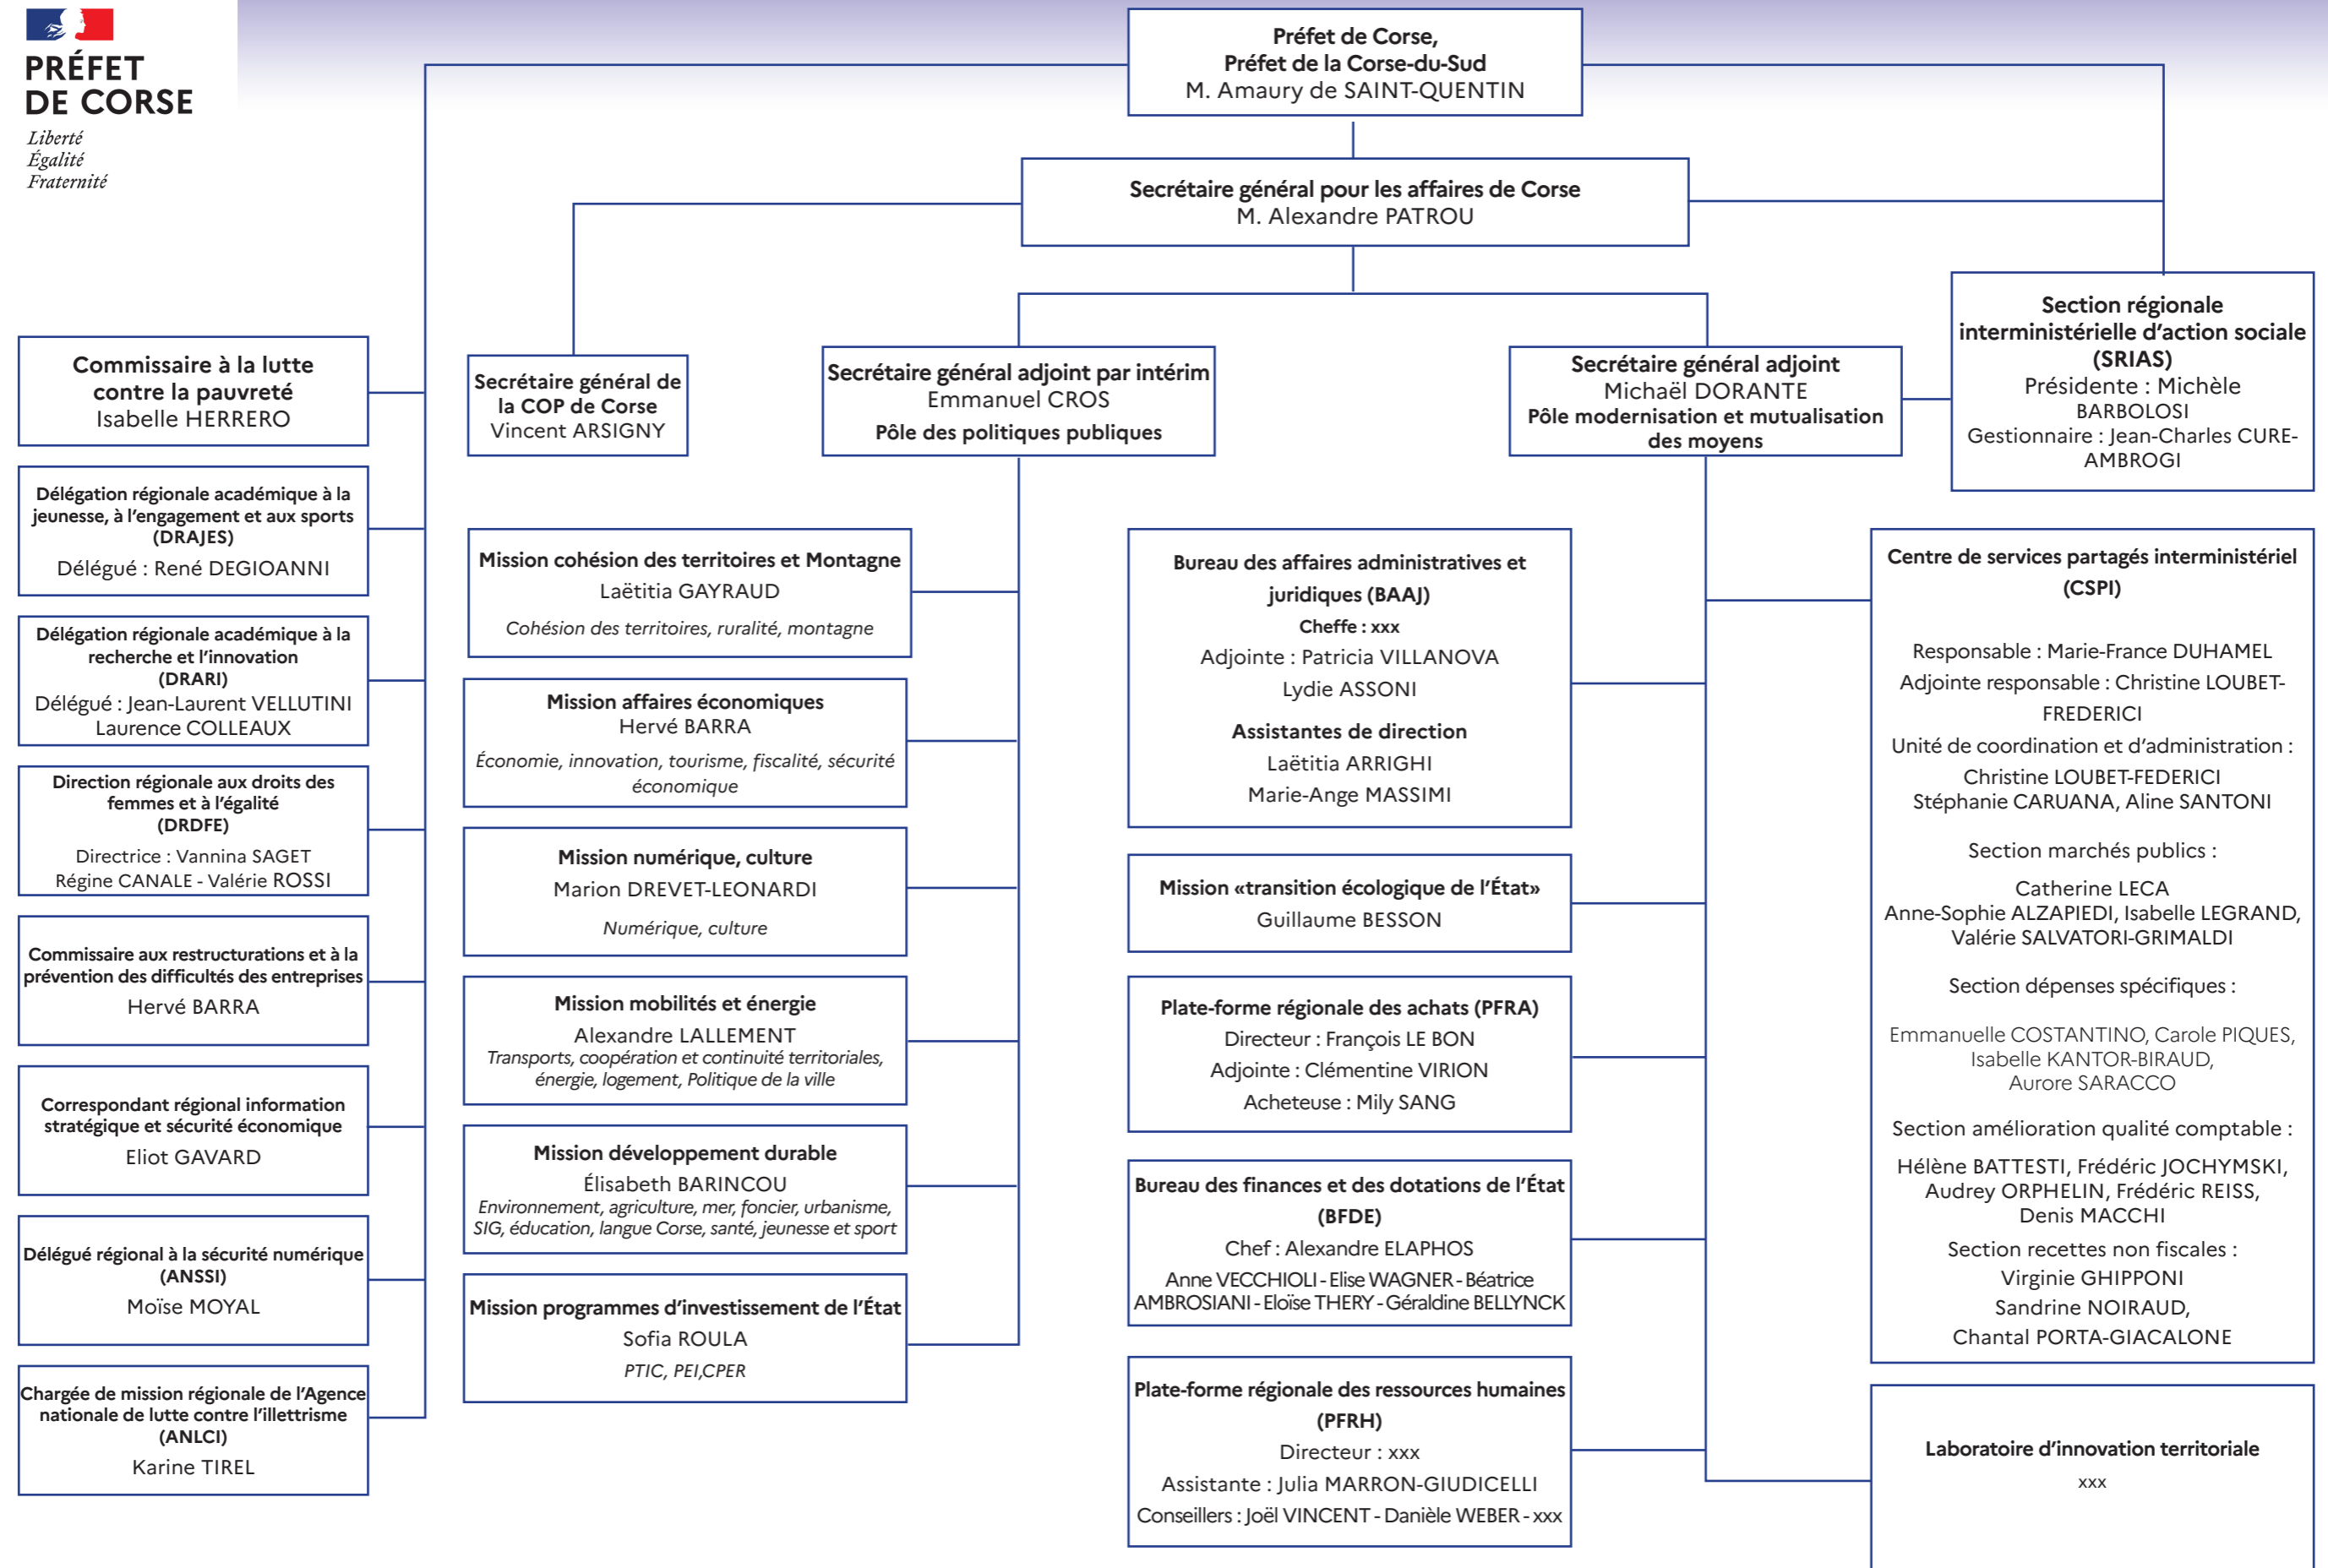 PRÉFET
DE CORSE
Liberté
Égalité
Fraternité
Préfet de Corse,
Préfet de la Corse-du-Sud
M. Amaury de SAINT-QUENTIN
Secrétaire général pour les affaires de Corse
M. Alexandre PATROU
Section régionale
interministérielle d'action sociale
(SRIAS)
Présidente : Michèle
BARBOLOSI
Gestionnaire : Jean-Charles CURE-
AMBROGI
Commissaire à la lutte
contre la pauvreté
Isabelle HERRERO
Secrétaire général de
la COP de Corse
Vincent ARSIGNY
Secrétaire général adjoint par intérim
Emmanuel CROS
Pôle des politiques publiques
Secrétaire général adjoint
Michaël DORANTE
Pôle modernisation et mutualisation
des moyens
Délégation régionale académique à la
jeunesse, à l'engagement et aux sports
(DRAJES)
Délégué : René DEGIOANNI
Délégation régionale académique à la
recherche et l'innovation
(DRARI)
Délégué : Jean-Laurent VELLUTINI
Laurence COLLEAUX
Direction régionale aux droits des
femmes et à l'égalité
(DRDFE)
Directrice : Vannina SAGET
Régine CANALE - Valérie ROSSI
Commissaire aux restructurations et à la
prévention des difficultés des entreprises
Hervé BARRA
Correspondant régional information
stratégique et sécurité économique
Eliot GAVARD
Délégué régional à la sécurité numérique
(ANSSI)
Moïse MOYAL
Chargée de mission régionale de l'Agence
nationale de lutte contre l'illettrisme
(ANLCI)
Karine TIREL
Mission cohésion des territoires et Montagne
Laëtitia GAYRAUD
Cohésion des territoires, ruralité, montagne
Mission affaires économiques
Hervé BARRA
Économie, innovation, tourisme, fiscalité, sécurité
économique
Mission numérique, culture
Marion DREVET-LEONARDI
Numérique, culture
Mission mobilités et énergie
Alexandre LALLEMENT
Transports, coopération et continuité territoriales,
énergie, logement, Politique de la ville
Mission développement durable
Élisabeth BARINCOU
Environnement, agriculture, mer, foncier, urbanisme,
SIG, éducation, langue Corse, santé, jeunesse et sport
Mission programmes d'investissement de l'État
Sofia ROULA
PTIC, PEI,CPER
Bureau des affaires administratives et
juridiques (BAAJ)
Cheffe : xxx
Adjointe : Patricia VILLANOVA
Lydie ASSONI
Assistantes de direction
Laëtitia ARRIGHI
Marie-Ange MASSIMI
Mission «transition écologique de l'État»
Guillaume BESSON
Plate-forme régionale des achats (PFRA)
Directeur : François LE BON
Adjointe : Clémentine VIRION
Acheteuse : Mily SANG
Bureau des finances et des dotations de l'État
(BFDE)
Chef : Alexandre ELAPHOS
Anne VECCHIOLI - Elise WAGNER - Béatrice
AMBROSIANI - Eloïse THERY - Géraldine BELLYNCK
Plate-forme régionale des ressources humaines
(PFRH)
Directeur : xxx
Assistante : Julia MARRON-GIUDICELLI
Conseillers : Joël VINCENT - Danièle WEBER - xxx
Centre de services partagés interministériel
(CSPI)
Responsable : Marie-France DUHAMEL
Adjointe responsable : Christine LOUBET-
FREDERICI
Unité de coordination et d'administration :
Christine LOUBET-FEDERICI
Stéphanie CARUANA, Aline SANTONI
Section marchés publics :
Catherine LECA
Anne-Sophie ALZAPIEDI, Isabelle LEGRAND,
Valérie SALVATORI-GRIMALDI
Section dépenses spécifiques :
Emmanuelle COSTANTINO, Carole PIQUES,
Isabelle KANTOR-BIRAUD,
Aurore SARACCO
Section amélioration qualité comptable :
Hélène BATTESTI, Frédéric JOCHYMSKI,
Audrey ORPHELIN, Frédéric REISS,
Denis MACCHI
Section recettes non fiscales :
Virginie GHIPPONI
Sandrine NOIRAUD,
Chantal PORTA-GIACALONE
Laboratoire d'innovation territoriale
xxx